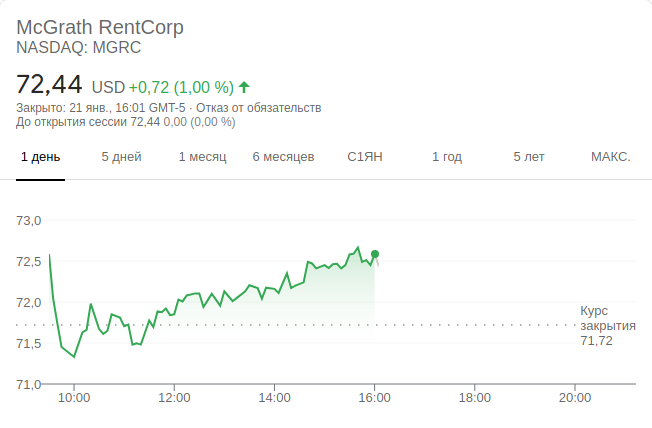 McGrath RentCorp
NASDAQ: MGRC
72,44 USD +0,72 (1,00 %)
Закрыто: 21 янв., 16:01 GMT-5 · Отказ от обязательств
До открытия сессии 72,44 0,00 (0,00 %)
1 день 5 дней 1 месяц 6 месяцев С1ЯН 1 год 5 лет МАКС.
73,0
72,5
72,0
Курс
закрытия
71,72
71,5
71,0
10:00 12:00 14:00 16:00 18:00 20:00